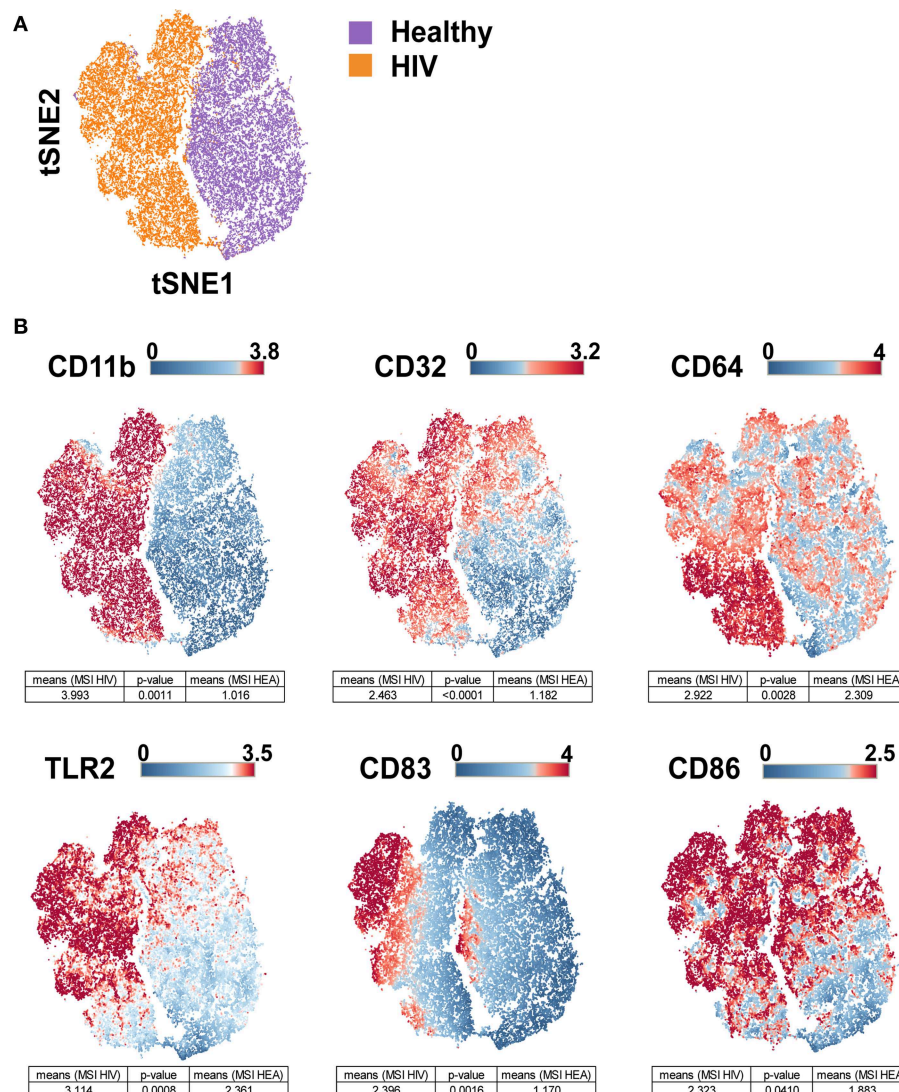 A
Healthy
HIV
tSNE2
tSNE1
B
CD11b 0 3.8
CD32 0 3.2
CD64 0 4
means (MSI HIV) p-value means (MSI HEA)
3.993 0.0011 1.016
means (MSI HIV) p-value means (MSI HEA)
2.463 <0.0001 1.182
means (MSI HIV) p-value means (MSI HEA
2.922 0.0028 2.309
TLR2 0 3.5
CD83 0 4
CD86 0 2.5
means (MSI HIV) p-value means (MSI HEA)
3.114 0.0008 2.361
means (MSI HIV) p-value means (MSI HEA)
2.396 0.0016 1.170
means (MSI HIV) p-value means (MSI HEA
2.323 0.0410 1.883